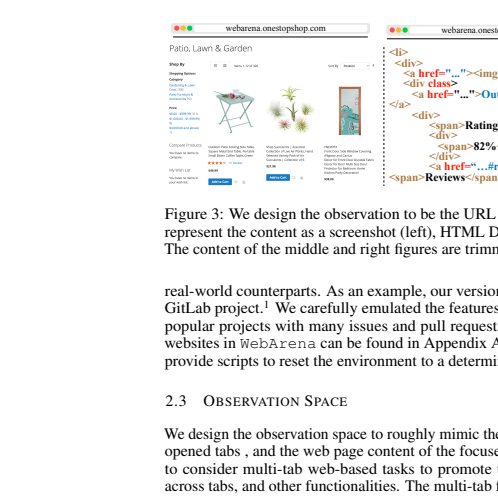 webarena.onestopshop.com
webarena.onest
Patio, Lawn & Garden
Shop By
Shopping Options
Category
Price
Compare Products
My Wish List
Add to Cart
Add to Cart
Add to Cart
<li>
<div>
<a href="..."><img
<div class>
<a href="...">Out
</a>
<div>
<span>Rating
<div>
<span>82%
</div>
<a href="…#r
<span>Reviews</span
Figure 3: We design the observation to be the URL
represent the content as a screenshot (left), HTML D
The content of the middle and right figures are trimm
real-world counterparts. As an example, our version
GitLab project.1 We carefully emulated the features
popular projects with many issues and pull request
websites in WebArena can be found in Appendix A
provide scripts to reset the environment to a determi
2.3 OBSERVATION SPACE
We design the observation space to roughly mimic the
opened tabs , and the web page content of the focuse
to consider multi-tab web-based tasks to promote
across tabs, and other functionalities. The multi-tab f